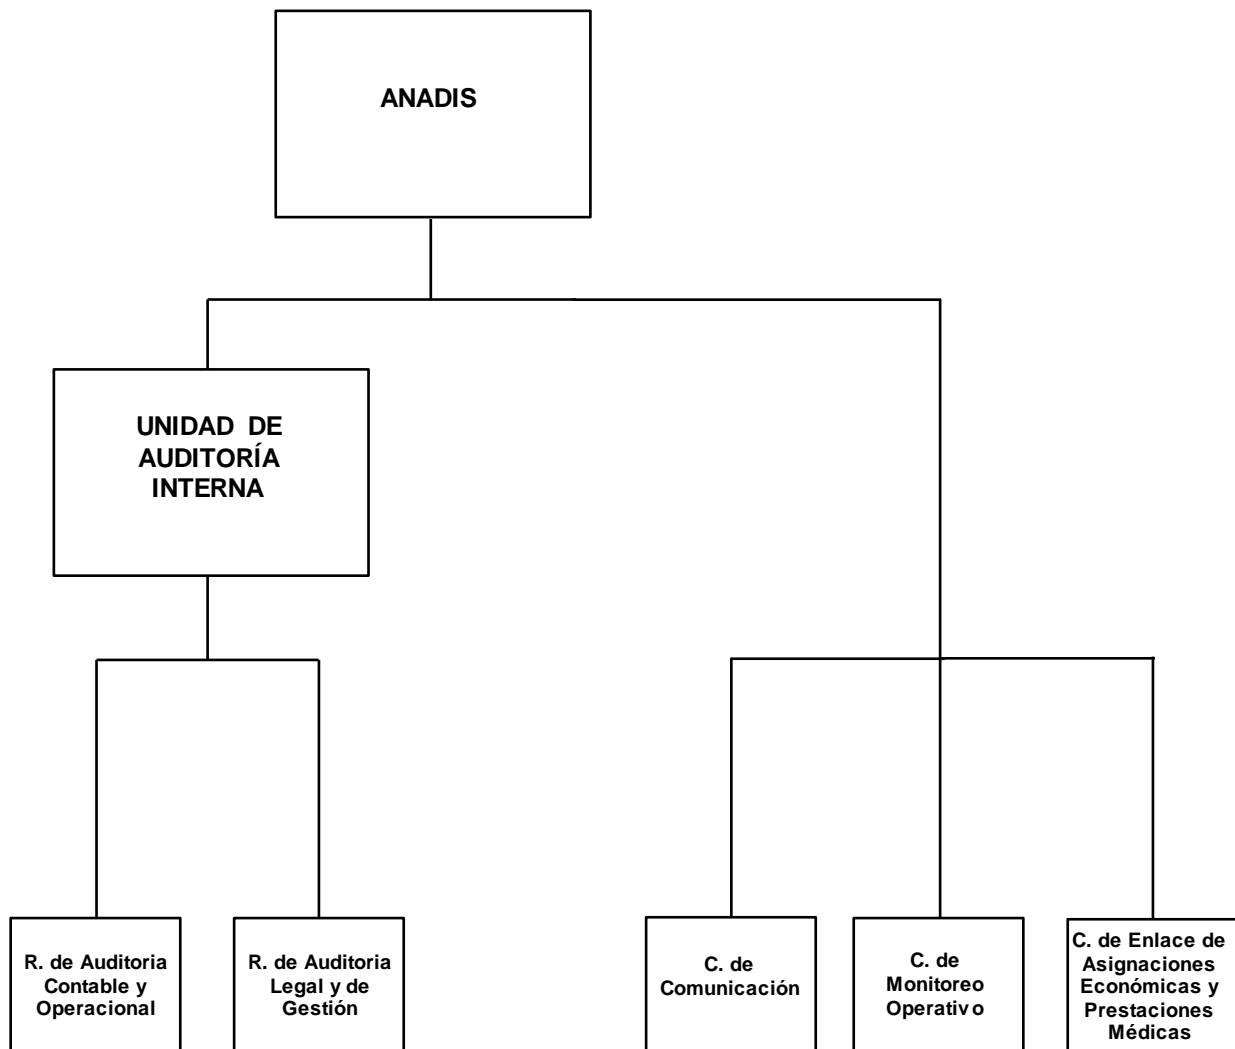 ANADIS
UNIDAD DE
AUDITORÍA
INTERNA
R. de Auditoria
Contable y
Operacional
R. de Auditoria
Legal y de
Gestión
C. de
Comunicación
C. de
Monitoreo
Operativo
C. de Enlace de
Asignaciones
Económicas y
Prestaciones
Médicas